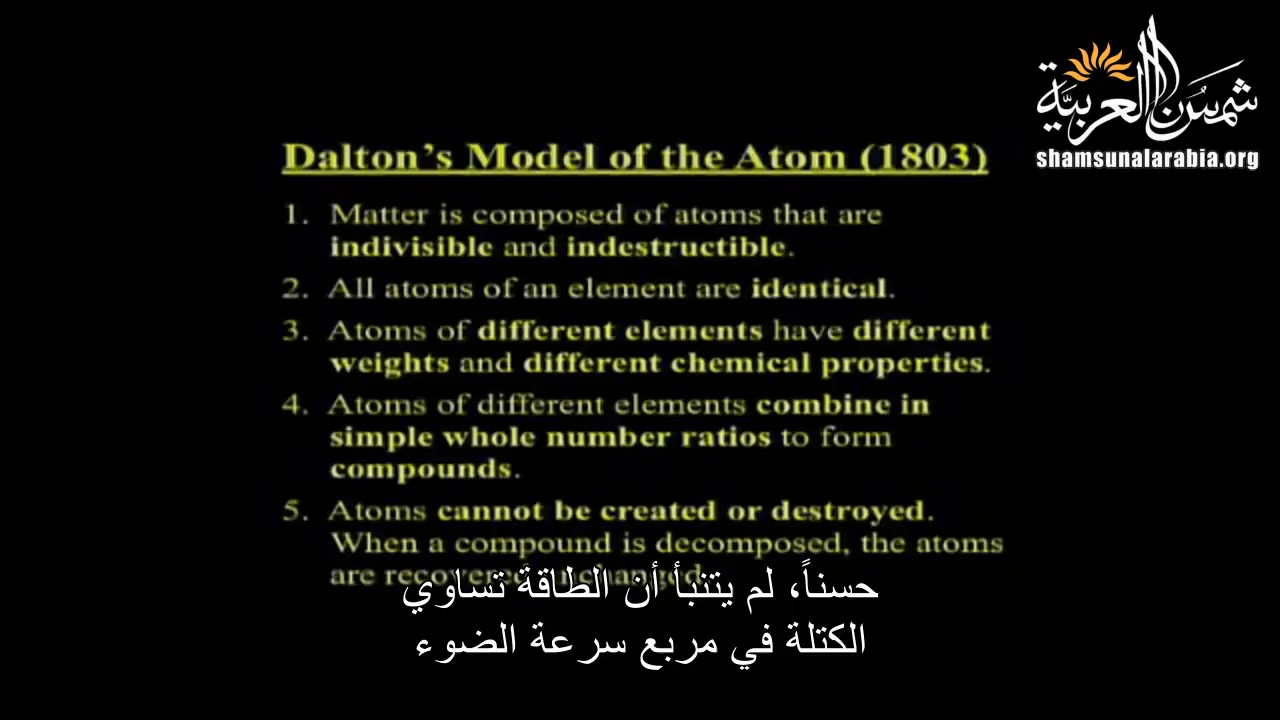 شمسُ العربيّة
shamsunalarabia.org
Dalton's Model of the Atom (1803)
1. Matter is composed of atoms that are
indivisible and indestructible.
2. All atoms of an element are identical.
3. Atoms of different elements have different
weights and different chemical properties.
4. Atoms of different elements combine in
simple whole number ratios to form
compounds.
5. Atoms cannot be created or destroyed.
When a compound is decomposed, the atoms
are recovered unchanged.
حسناً، لم يتنبأ أن الطاقة تساوي
الكتلة في مربع سرعة الضوء